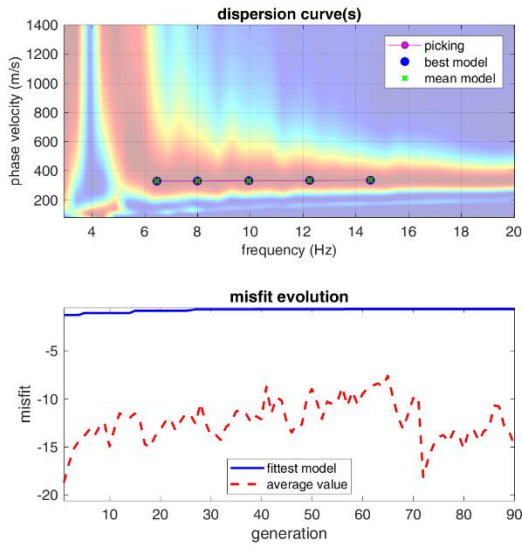 dispersion curve(s)
1400
1200
1000
800
600
400
200
phase velocity (m/s)
picking
best model
mean model
4 6 8 10 12 14 16 18 20
frequency (Hz)
misfit evolution
-5
-10
-15
-20
misfit
fittest model
average value
10 20 30 40 50 60 70 80 90
generation